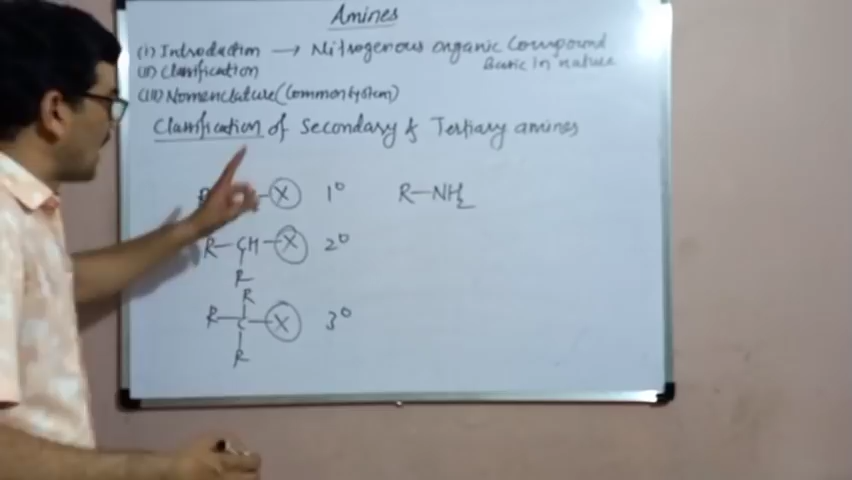 Amines
(i) Introduction → Nitrogenous organic Compound
Basic in nature
(ii) Classification
(iii) Nomenclature (Common System)
Classification of Secondary & Tertiary amines
X 1° R-NH2
R-CH-X 2°
R
R
R-C-X 3°
R